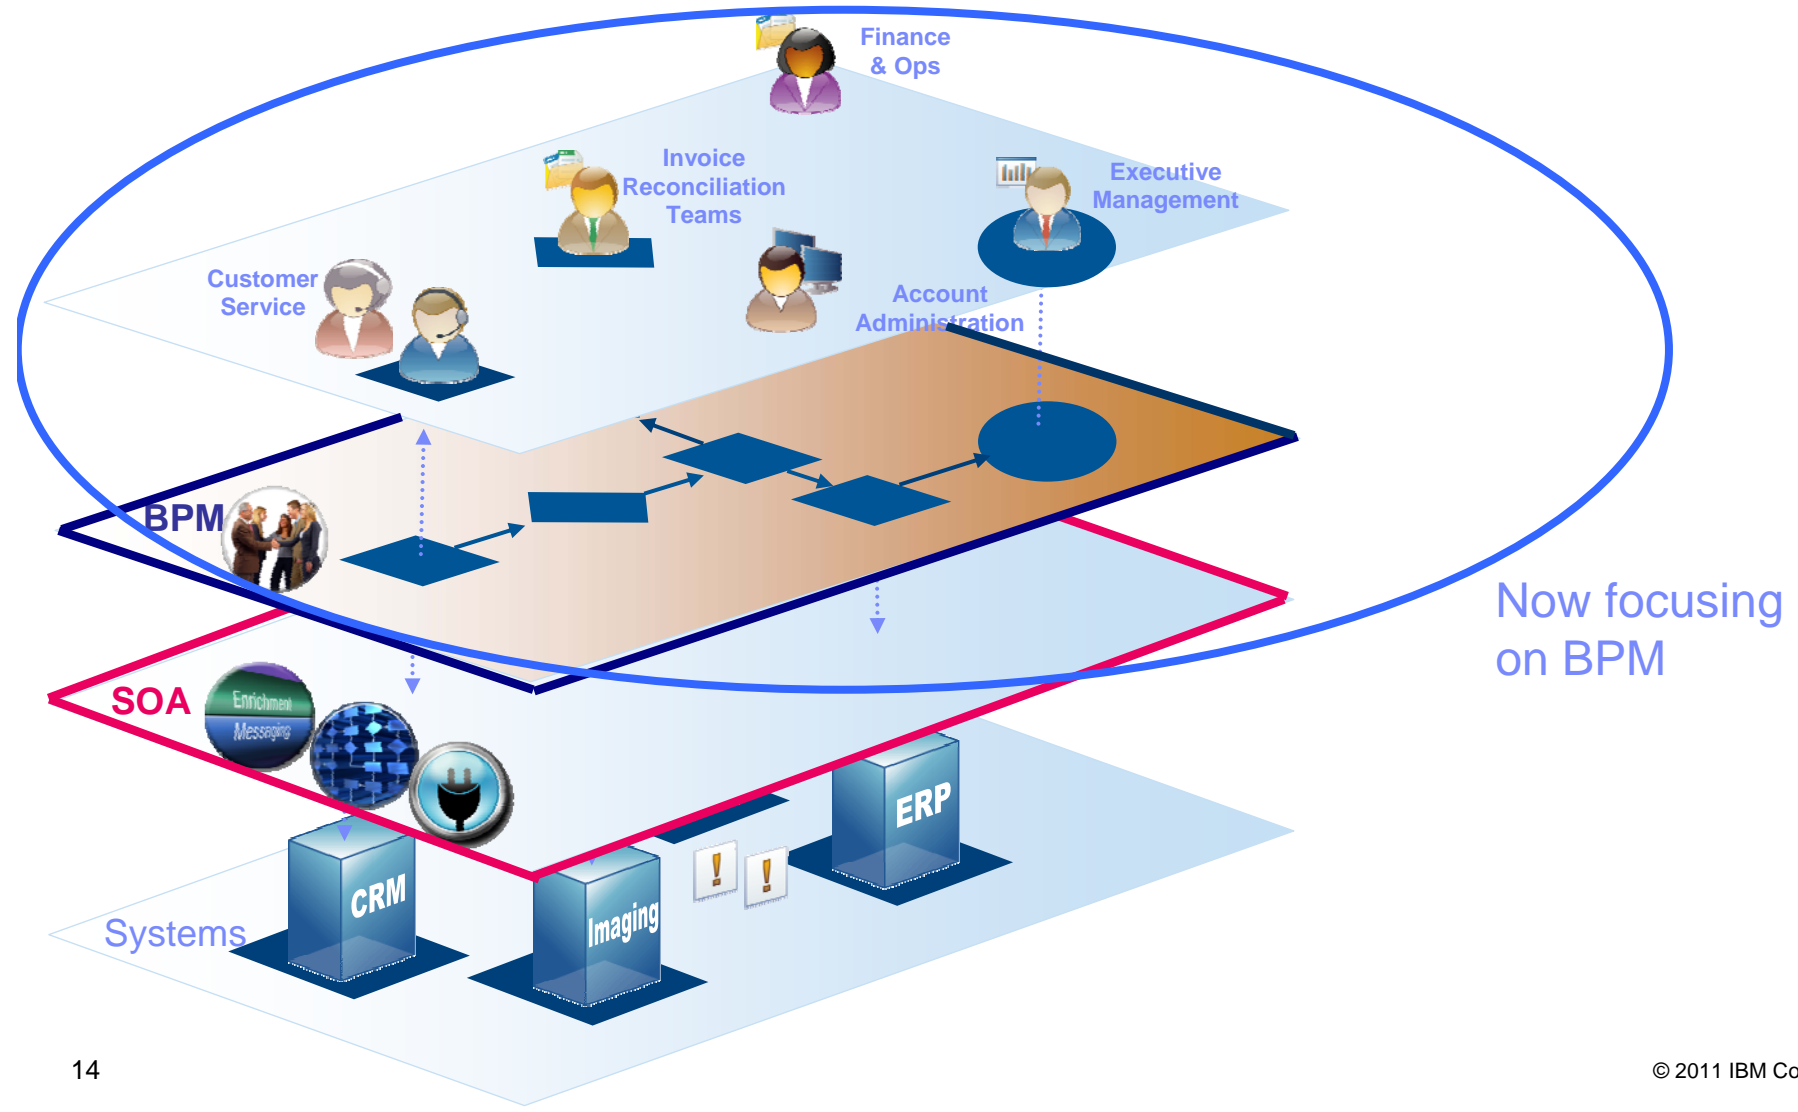 Finance
& Ops
Invoice
Reconciliation
Teams
Executive
Management
Customer
Service
Account
Administration
BPM
Now focusing
on BPM
SOA
Enrichment
Messaging
ERP
CRM
Imaging
Systems
14
© 2011 IBM Co